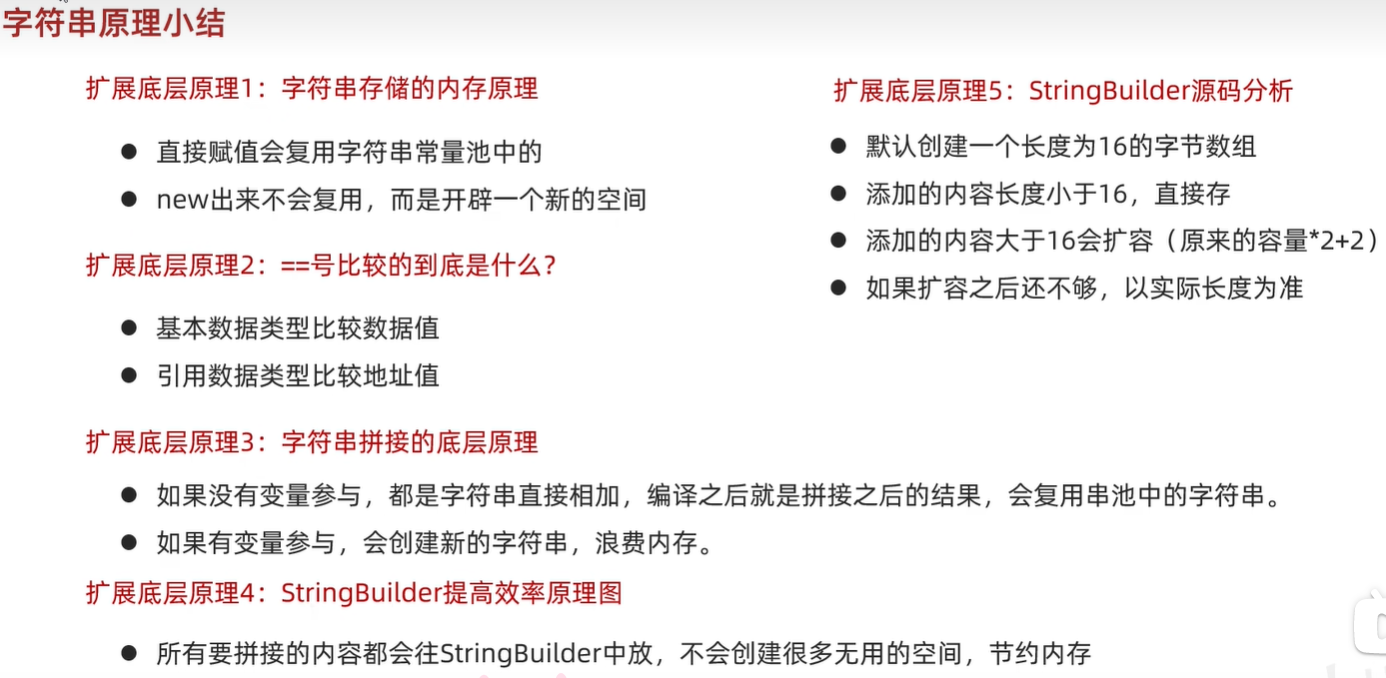 字符串原理小结
扩展底层原理1：字符串存储的内存原理
● 直接赋值会复用字符串常量池中的
● new出来不会复用，而是开辟一个新的空间
扩展底层原理2：==号比较的到底是什么？
● 基本数据类型比较数据值
● 引用数据类型比较地址值
扩展底层原理3：字符串拼接的底层原理
● 如果没有变量参与，都是字符串直接相加，编译之后就是拼接之后的结果，会复用串池中的字符串。
● 如果有变量参与，会创建新的字符串，浪费内存。
扩展底层原理4：StringBuilder提高效率原理图
● 所有要拼接的内容都会往StringBuilder中放，不会创建很多无用的空间，节约内存
扩展底层原理5：StringBuilder源码分析
● 默认创建一个长度为16的字节数组
● 添加的内容长度小于16，直接存
● 添加的内容大于16会扩容（原来的容量*2+2）
● 如果扩容之后还不够，以实际长度为准